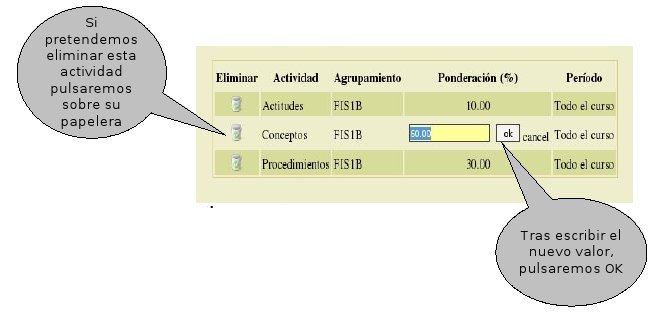 Si
pretendemos
eliminar esta
actividad
pulsaremos
sobre su
papelera
Eliminar Actividad Agrupamiento Ponderación (%) Período
Actitudes FIS1B 10.00 Todo el curso
Conceptos FIS1B 60.00 ok cancel Todo el curso
Procedimientos FIS1B 30.00 Todo el curso
Tras escribir el
nuevo valor,
pulsaremos OK